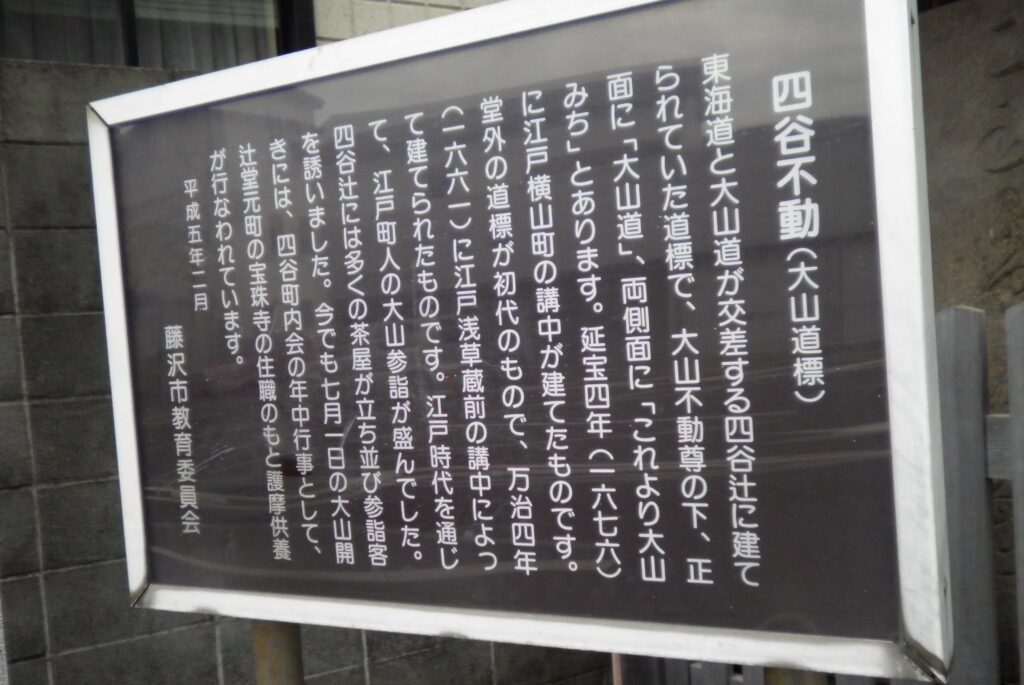 四谷不動(大山道標)
東海道と大山道が交差する四谷辻に建て
られていた道標で、大山不動尊の下、正
面に「大山道」、両側面に「これより大山
みち」とあります。延宝四年(一六七六)
に江戸横山町の講中が建てたものです。
堂外の道標が初代のもので、万治四年
(一六六一)に江戸浅草蔵前の講中によっ
て建てられたものです。江戸時代を通じ
て、江戸町人の大山参詣が盛んでした。
四谷辻には多くの茶屋が立ち並び参詣客
を誘いました。今でも七月一日の大山開
きには、四谷町内会の年中行事として、
辻堂元町の宝珠寺の住職のもと護摩供養
が行なわれています。
平成五年二月
藤沢市教育委員会